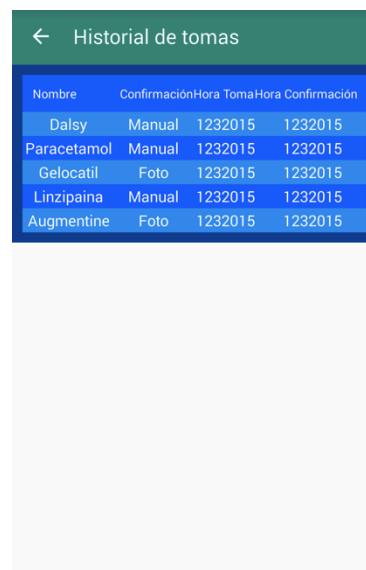 Historial de tomas
Nombre Confirmación Hora Toma Hora Confirmación
Dalsy Manual 1232015 1232015
Paracetamol Manual 1232015 1232015
Gelocatil Foto 1232015 1232015
Linzipaina Manual 1232015 1232015
Augmentine Foto 1232015 1232015